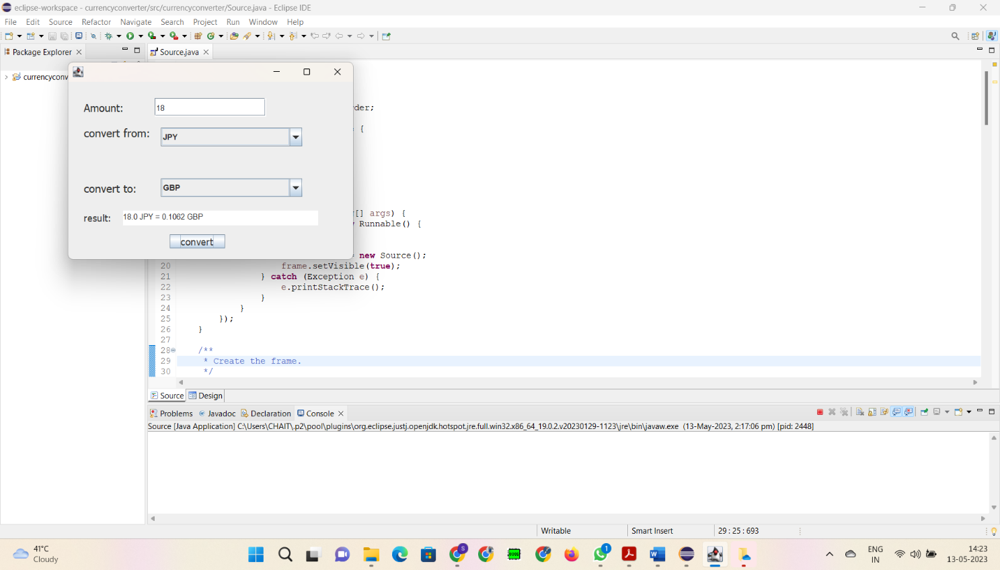 eclipse-workspace - currencyconverter/src/currencyconverter/Source.java - Eclipse IDE
File Edit Source Refactor Navigate Search Project Run Window Help
Package Explorer
Source.java
currencyconv
Amount: 18
convert from: JPY
convert to: GBP
result: 18.0 JPY = 0.1062 GBP
convert
der;
{
[] args) {
Runnable() {
new Source();
20 frame.setVisible(true);
21 } catch (Exception e) {
22 e.printStackTrace();
23 }
24 }
25 });
26 }
27
28 /**
29 * Create the frame.
30 */
Source Design
Problems Javadoc Declaration Console
Source [Java Application] C:\Users\CHAIT\.p2\pool\plugins\org.eclipse.justj.openjdk.hotspot.jre.full.win32.x86_64_19.0.2.v20230129-1123\jre\bin\javaw.exe (13-May-2023, 2:17:06 pm) [pid: 2448]
Writable Smart Insert 29 : 25 : 693
41°C
Cloudy
S
1
ENG
IN
14:23
13-05-2023